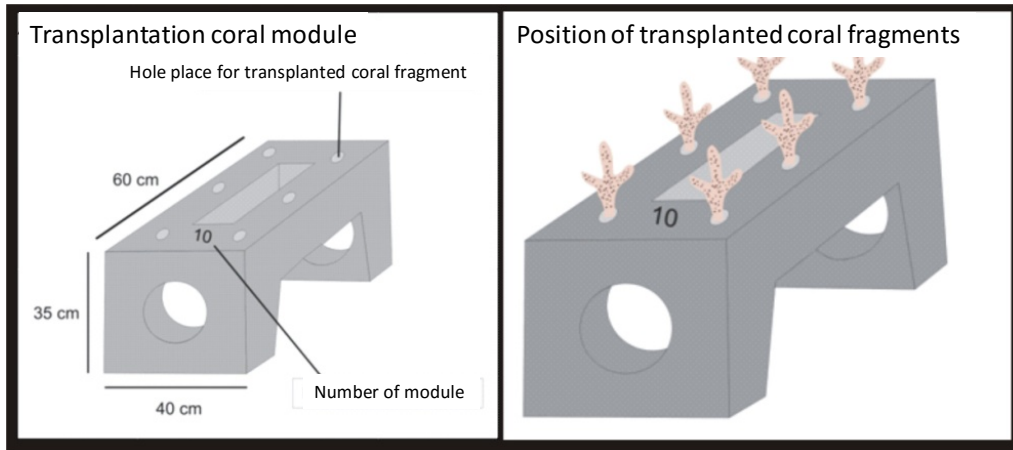 Transplantation coral module
Hole place for transplanted coral fragment
60 cm
10
35 cm
Number of module
40 cm
Position of transplanted coral fragments
10